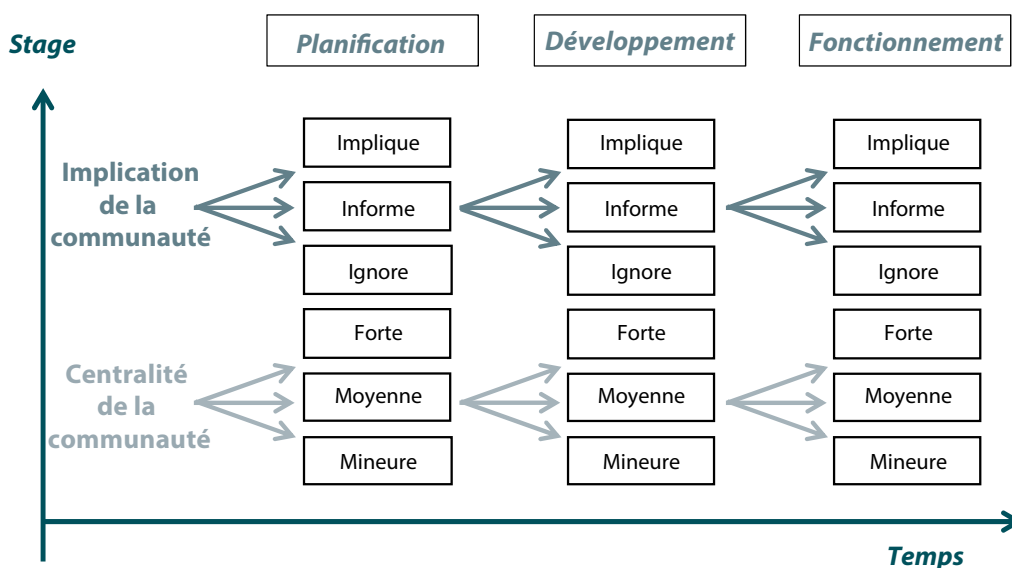 Stage
Planification
Développement
Fonctionnement
Implication
de la
communauté
Implique
Implique
Implique
Informe
Informe
Informe
Ignore
Ignore
Ignore
Centralité
de la
communauté
Forte
Forte
Forte
Moyenne
Moyenne
Moyenne
Mineure
Mineure
Mineure
Temps